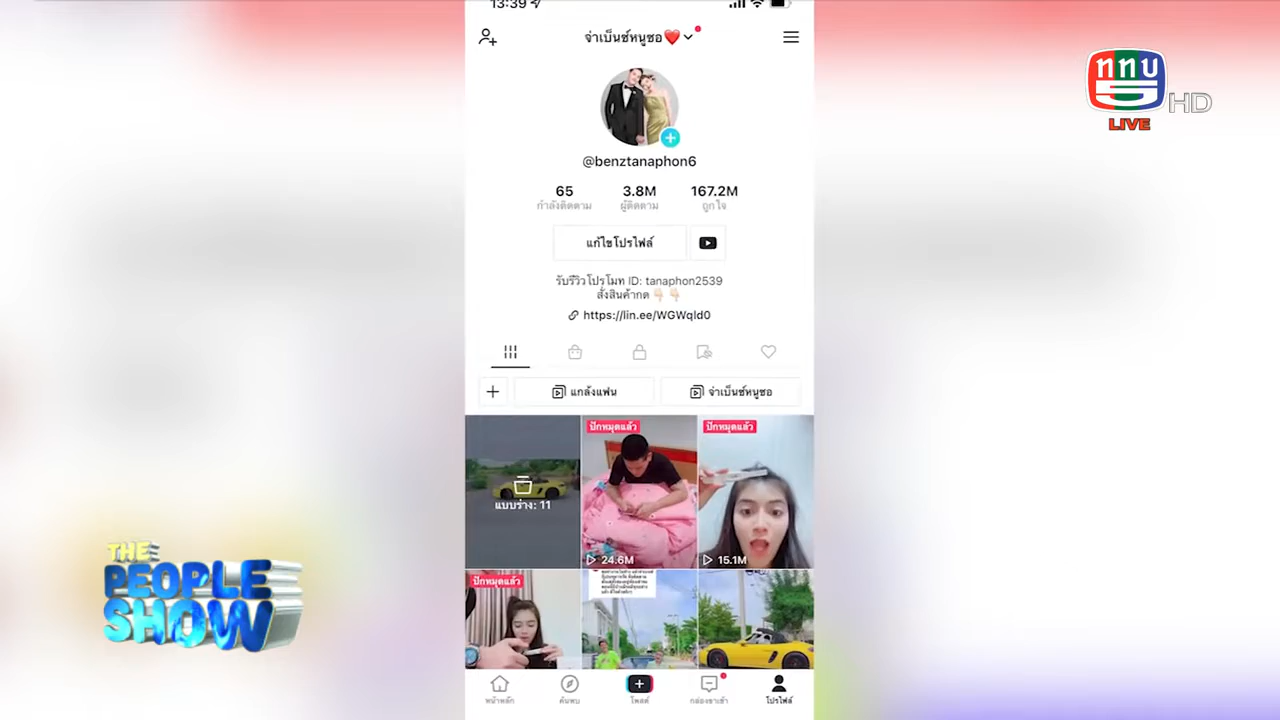 13:39
จ่าเบ็นซ์หนูซอ❤️
@benztanaphon6
65
3.8M
167.2M
กำลังติดตาม
ผู้ติดตาม
ถูกใจ
แก้ไขโปรไฟล์
รับรีวิวโปรโมท ID: tanaphon2539
สั่งสินค้ากด 👇🏻👇🏻
https://lin.ee/WGWqld0
แกล้งแฟน
จ่าเบ็นซ์หนูซอ
แบบร่าง: 11
ปักหมุดแล้ว
24.6M
ปักหมุดแล้ว
15.1M
ปักหมุดแล้ว
หน้าหลัก
ค้นพบ
โพสต์
กล่องขาเข้า
โปรไฟล์
ททบ
5
HD
LIVE
THE
PEOPLE
SHOW